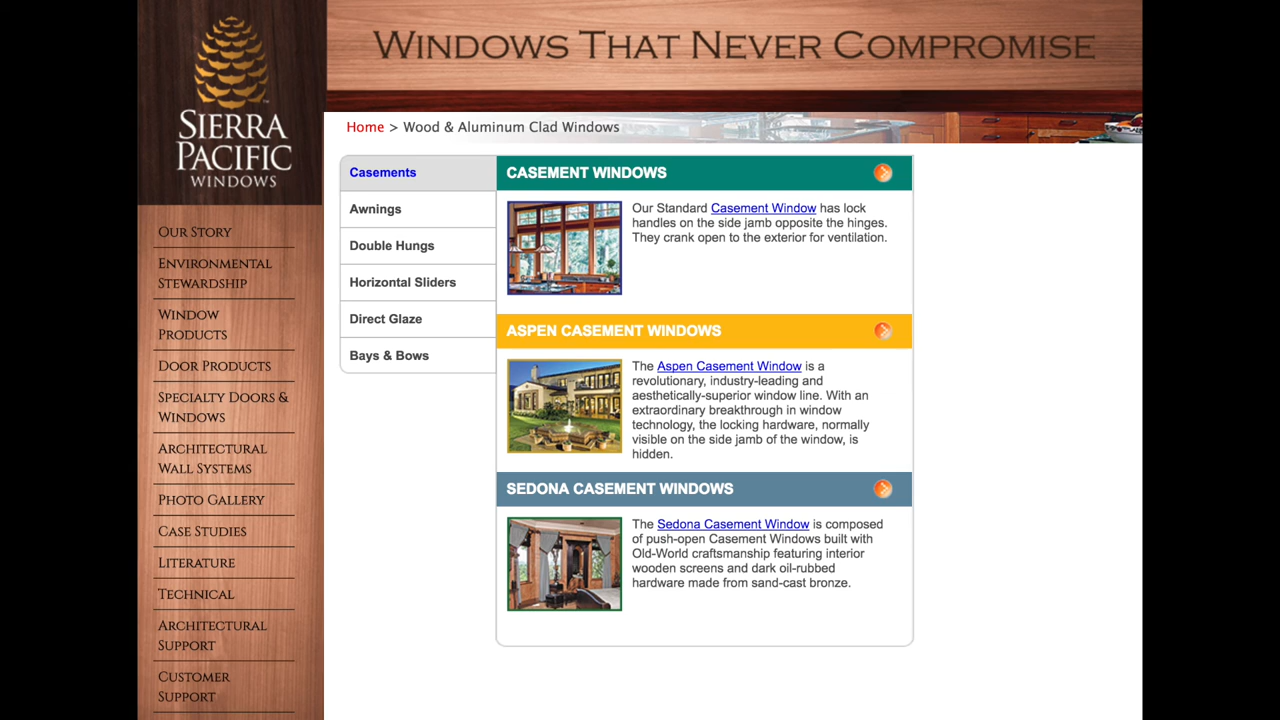 SIERRA
PACIFIC
WINDOWS
WINDOWS THAT NEVER COMPROMISE
Home > Wood & Aluminum Clad Windows
OUR STORY
ENVIRONMENTAL
STEWARDSHIP
WINDOW
PRODUCTS
DOOR PRODUCTS
SPECIALTY DOORS &
WINDOWS
ARCHITECTURAL
WALL SYSTEMS
PHOTO GALLERY
CASE STUDIES
LITERATURE
TECHNICAL
ARCHITECTURAL
SUPPORT
CUSTOMER
SUPPORT
Casements
Awnings
Double Hungs
Horizontal Sliders
Direct Glaze
Bays & Bows
CASEMENT WINDOWS
Our Standard Casement Window has lock
handles on the side jamb opposite the hinges.
They crank open to the exterior for ventilation.
ASPEN CASEMENT WINDOWS
The Aspen Casement Window is a
revolutionary, industry-leading and
aesthetically-superior window line. With an
extraordinary breakthrough in window
technology, the locking hardware, normally
visible on the side jamb of the window, is
hidden.
SEDONA CASEMENT WINDOWS
The Sedona Casement Window is composed
of push-open Casement Windows built with
Old-World craftsmanship featuring interior
wooden screens and dark oil-rubbed
hardware made from sand-cast bronze.